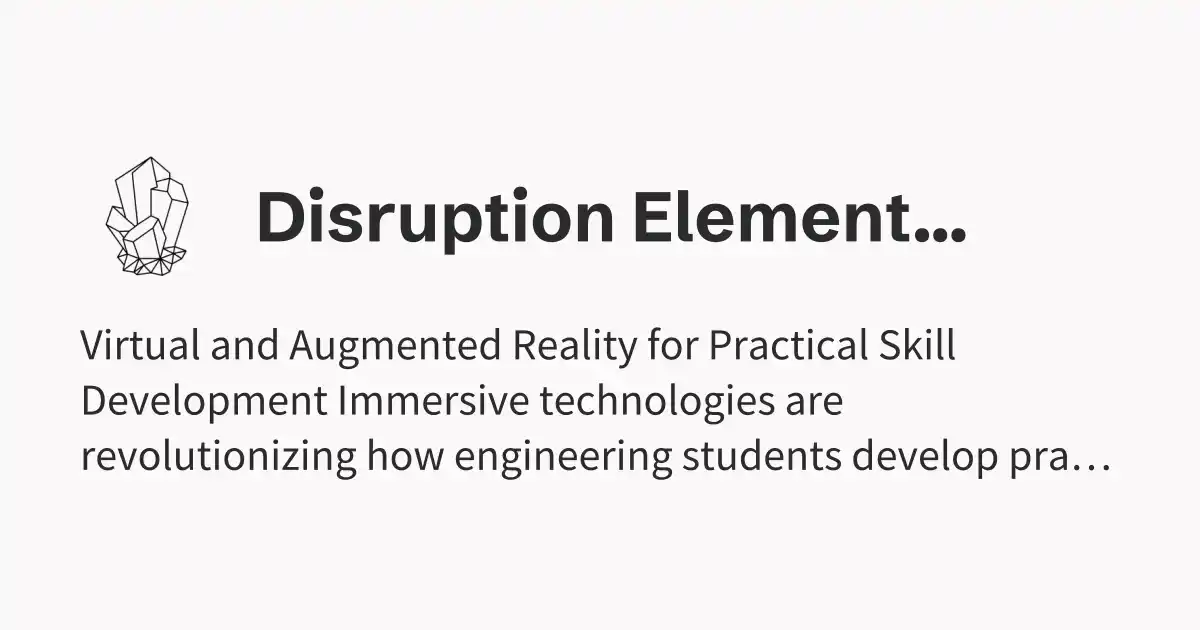 Disruption Element...
Virtual and Augmented Reality for Practical Skill
Development Immersive technologies are
revolutionizing how engineering students develop pra...